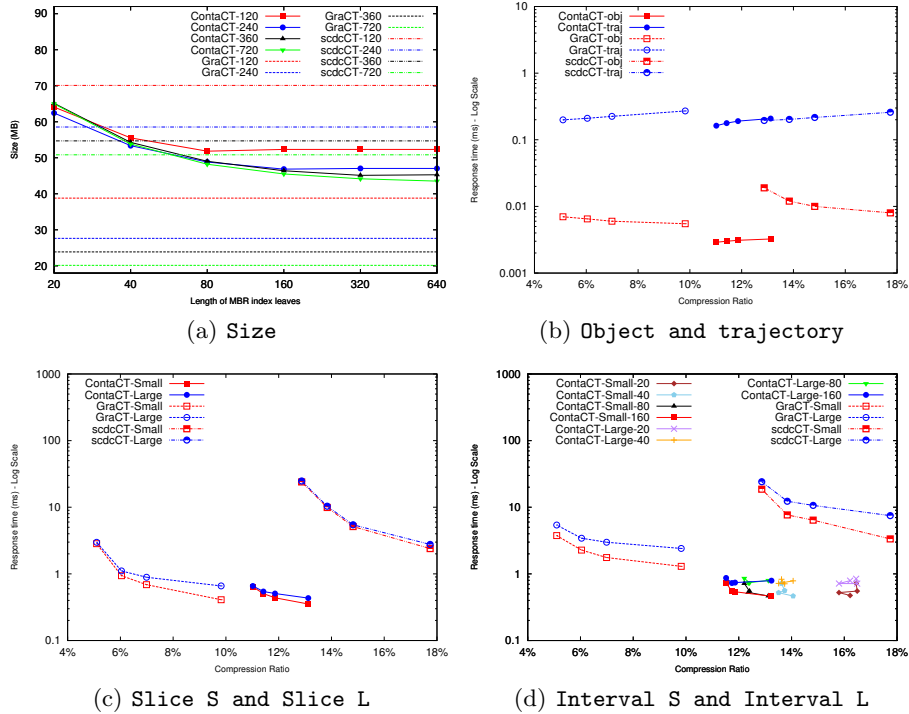 ContaCT-120 GraCT-360
ContaCT-240 GraCT-720
ContaCT-360 scdcCT-120
ContaCT-720 scdcCT-240
GraCT-120 scdcCT-360
GraCT-240 scdcCT-720
90
80
70
60
50
40
30
20
Size (MB)
20 40 80 160 320 640
Length of MBR index leaves
(a) Size
ContaCT-obj
ContaCT-traj
GraCT-obj
GraCT-traj
scdcCT-obj
scdcCT-traj
10
1
0.1
0.01
0.001
Response time (ms) - Log Scale
4% 6% 8% 10% 12% 14% 16% 18%
Compression Ratio
(b) Object and trajectory
ContaCT-Small
ContaCT-Large
GraCT-Small
GraCT-Large
scdcCT-Small
scdcCT-Large
1000
100
10
1
0.1
Response time (ms) - Log Scale
4% 6% 8% 10% 12% 14% 16% 18%
Compression Ratio
(c) Slice S and Slice L
ContaCT-Small-20 ContaCT-Large-80
ContaCT-Small-40 ContaCT-Large-160
ContaCT-Small-80 GraCT-Small
ContaCT-Small-160 GraCT-Large
ContaCT-Large-20 scdcCT-Small
ContaCT-Large-40 scdcCT-Large
1000
100
10
1
0.1
Response time (ms) - Log Scale
4% 6% 8% 10% 12% 14% 16% 18%
Compression Ratio
(d) Interval S and Interval L